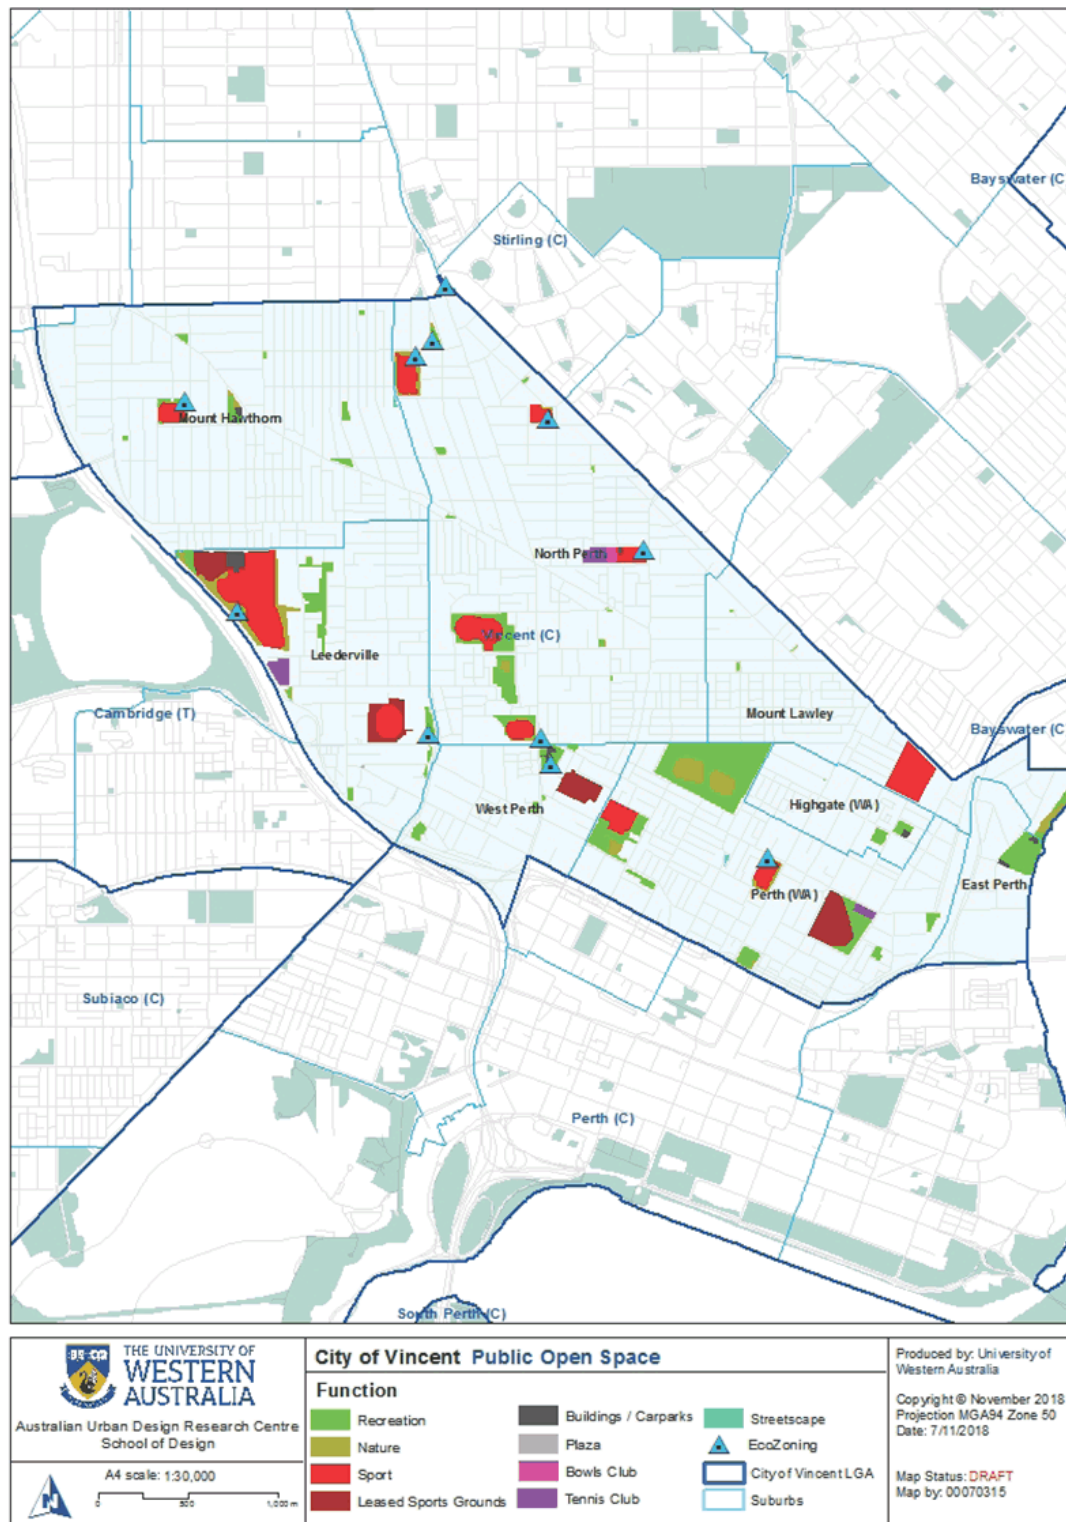 Bayswater (C
Stirling (C)
Mount Hawthorn
North Perth
Vincent (C)
Leederville
Cambridge (T)
Mount Lawley
Bayswater (C
Highgate (WA)
West Perth
East Perth
Perth (WA)
Subiaco (C)
Perth (C)
South Perth (C)
THE UNIVERSITY OF
WESTERN
AUSTRALIA
Australian Urban Design Research Centre
School of Design
N
A4 scale: 1:30,000
0 500 1,000 m
City of Vincent Public Open Space
Function
Recreation
Nature
Sport
Leased Sports Grounds
Buildings / Carparks
Plaza
Bowls Club
Tennis Club
Streetscape
EcoZoning
City of Vincent LGA
Suburbs
Produced by: University of
Western Australia
Copyright © November 2018
Projection MGA94 Zone 50
Date: 7/11/2018
Map Status: DRAFT
Map by: 00070315